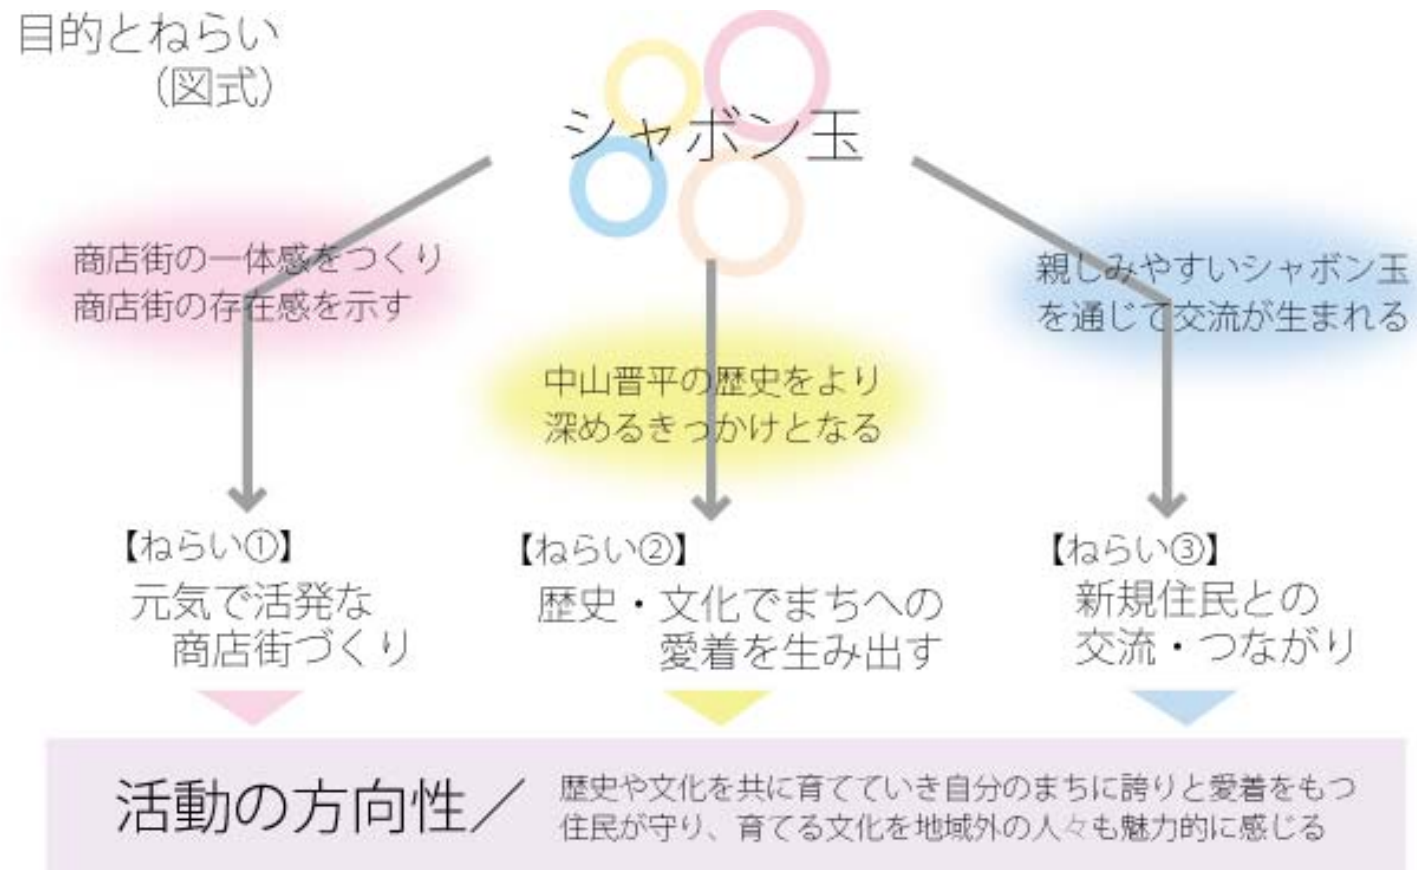 目的とねらい
（図式）
シャボン玉
商店街の一体感をつくり
商店街の存在感を示す
中山晋平の歴史をより
深めるきっかけとなる
親しみやすいシャボン玉
を通じて交流が生まれる
【ねらい①】
元気で活発な
商店街づくり
【ねらい②】
歴史・文化でまちへの
愛着を生み出す
【ねらい③】
新規住民との
交流・つながり
活動の方向性／
歴史や文化を共に育てていき自分のまちに誇りと愛着をもつ
住民が守り、育てる文化を地域外の人々も魅力的に感じる